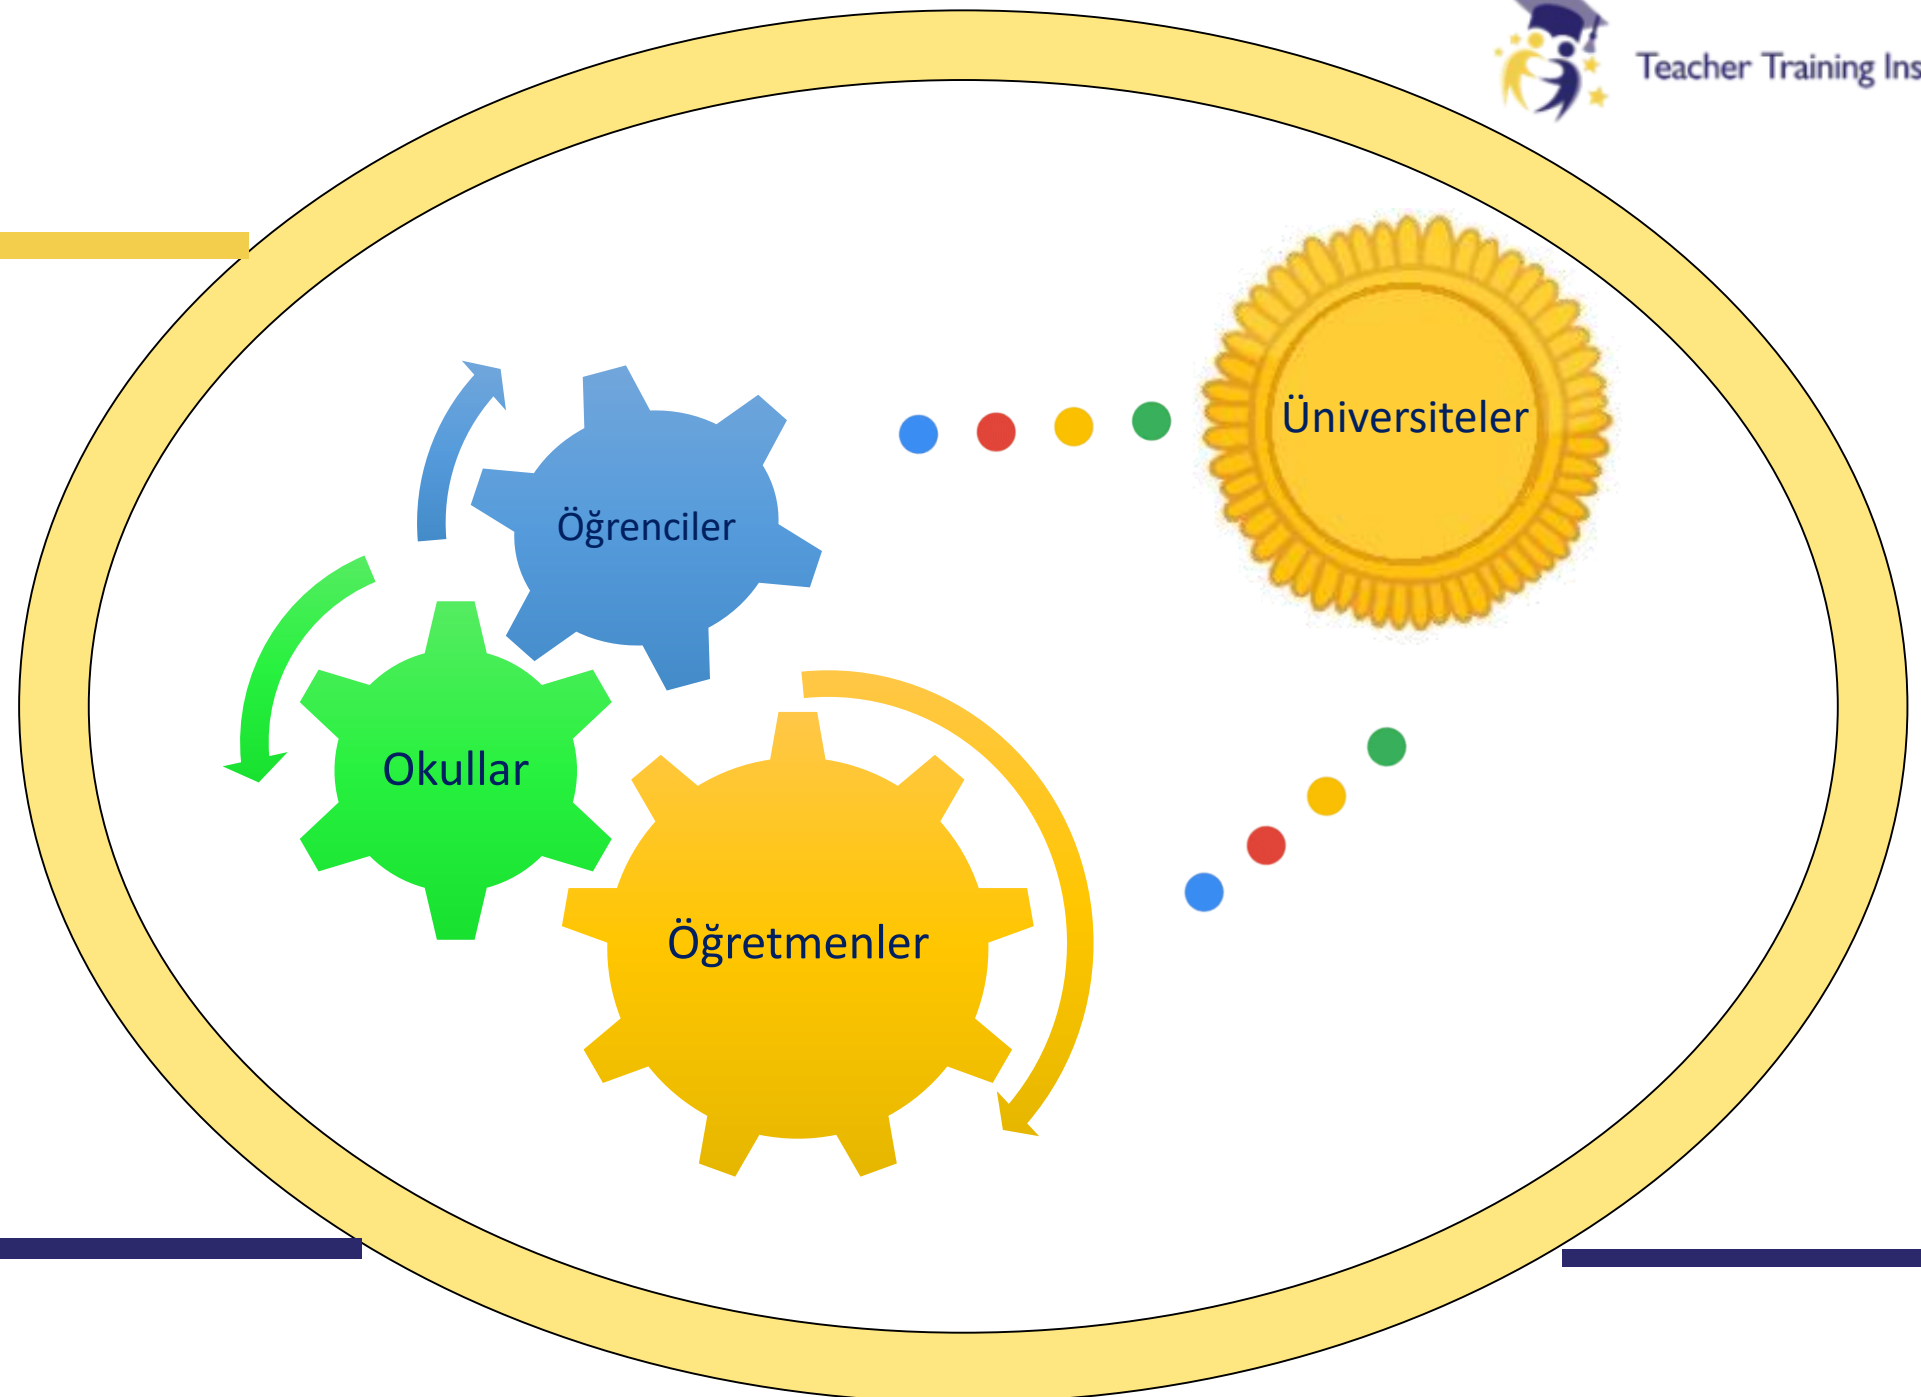 Teacher Training Ins
Üniversiteler
Öğrenciler
Okullar
Öğretmenler